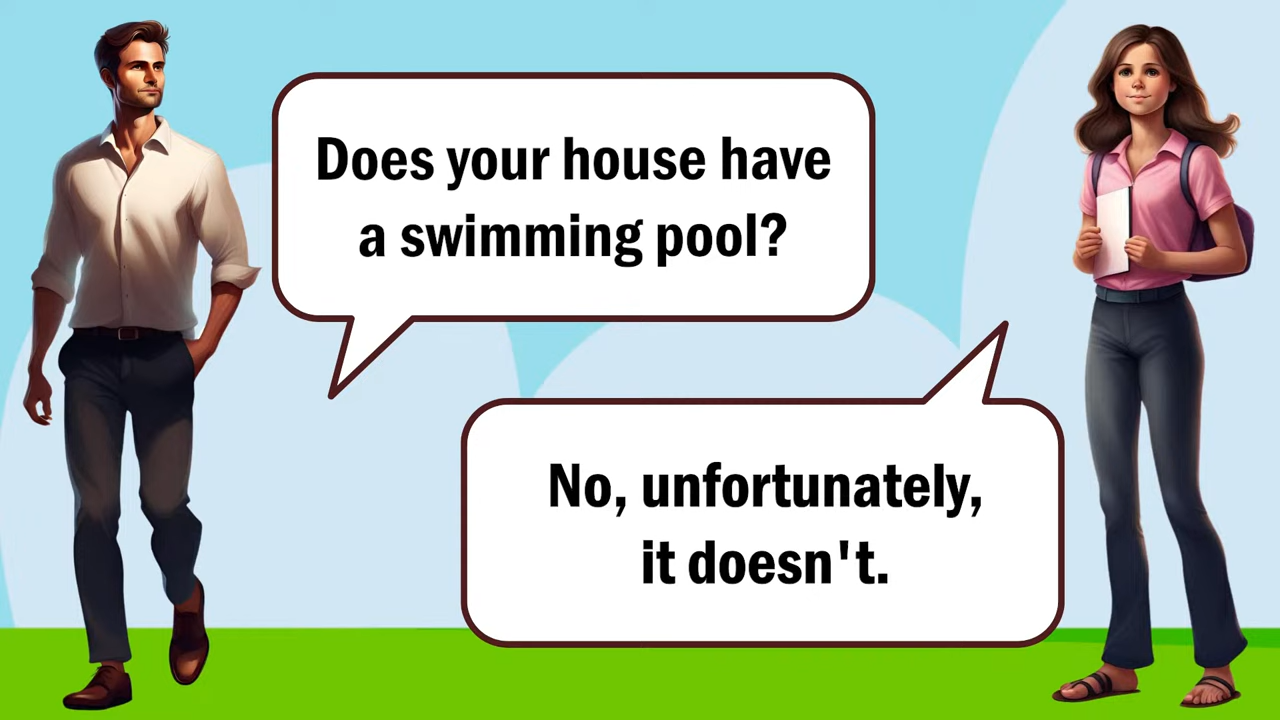 Does your house have
a swimming pool?
No, unfortunately,
it doesn't.